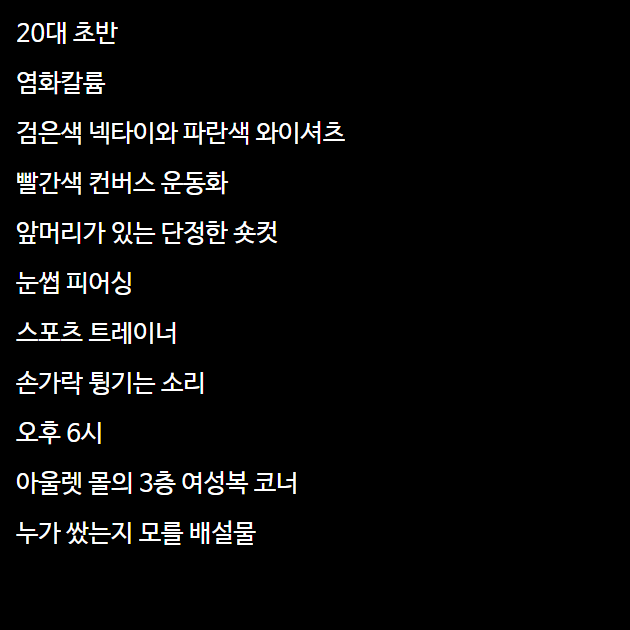 20대 초반
염화칼륨
검은색 넥타이와 파란색 와이셔츠
빨간색 컨버스 운동화
앞머리가 있는 단정한 숏컷
눈썹 피어싱
스포츠 트레이너
손가락 튕기는 소리
오후 6시
아울렛 몰의 3층 여성복 코너
누가 쌌는지 모를 배설물